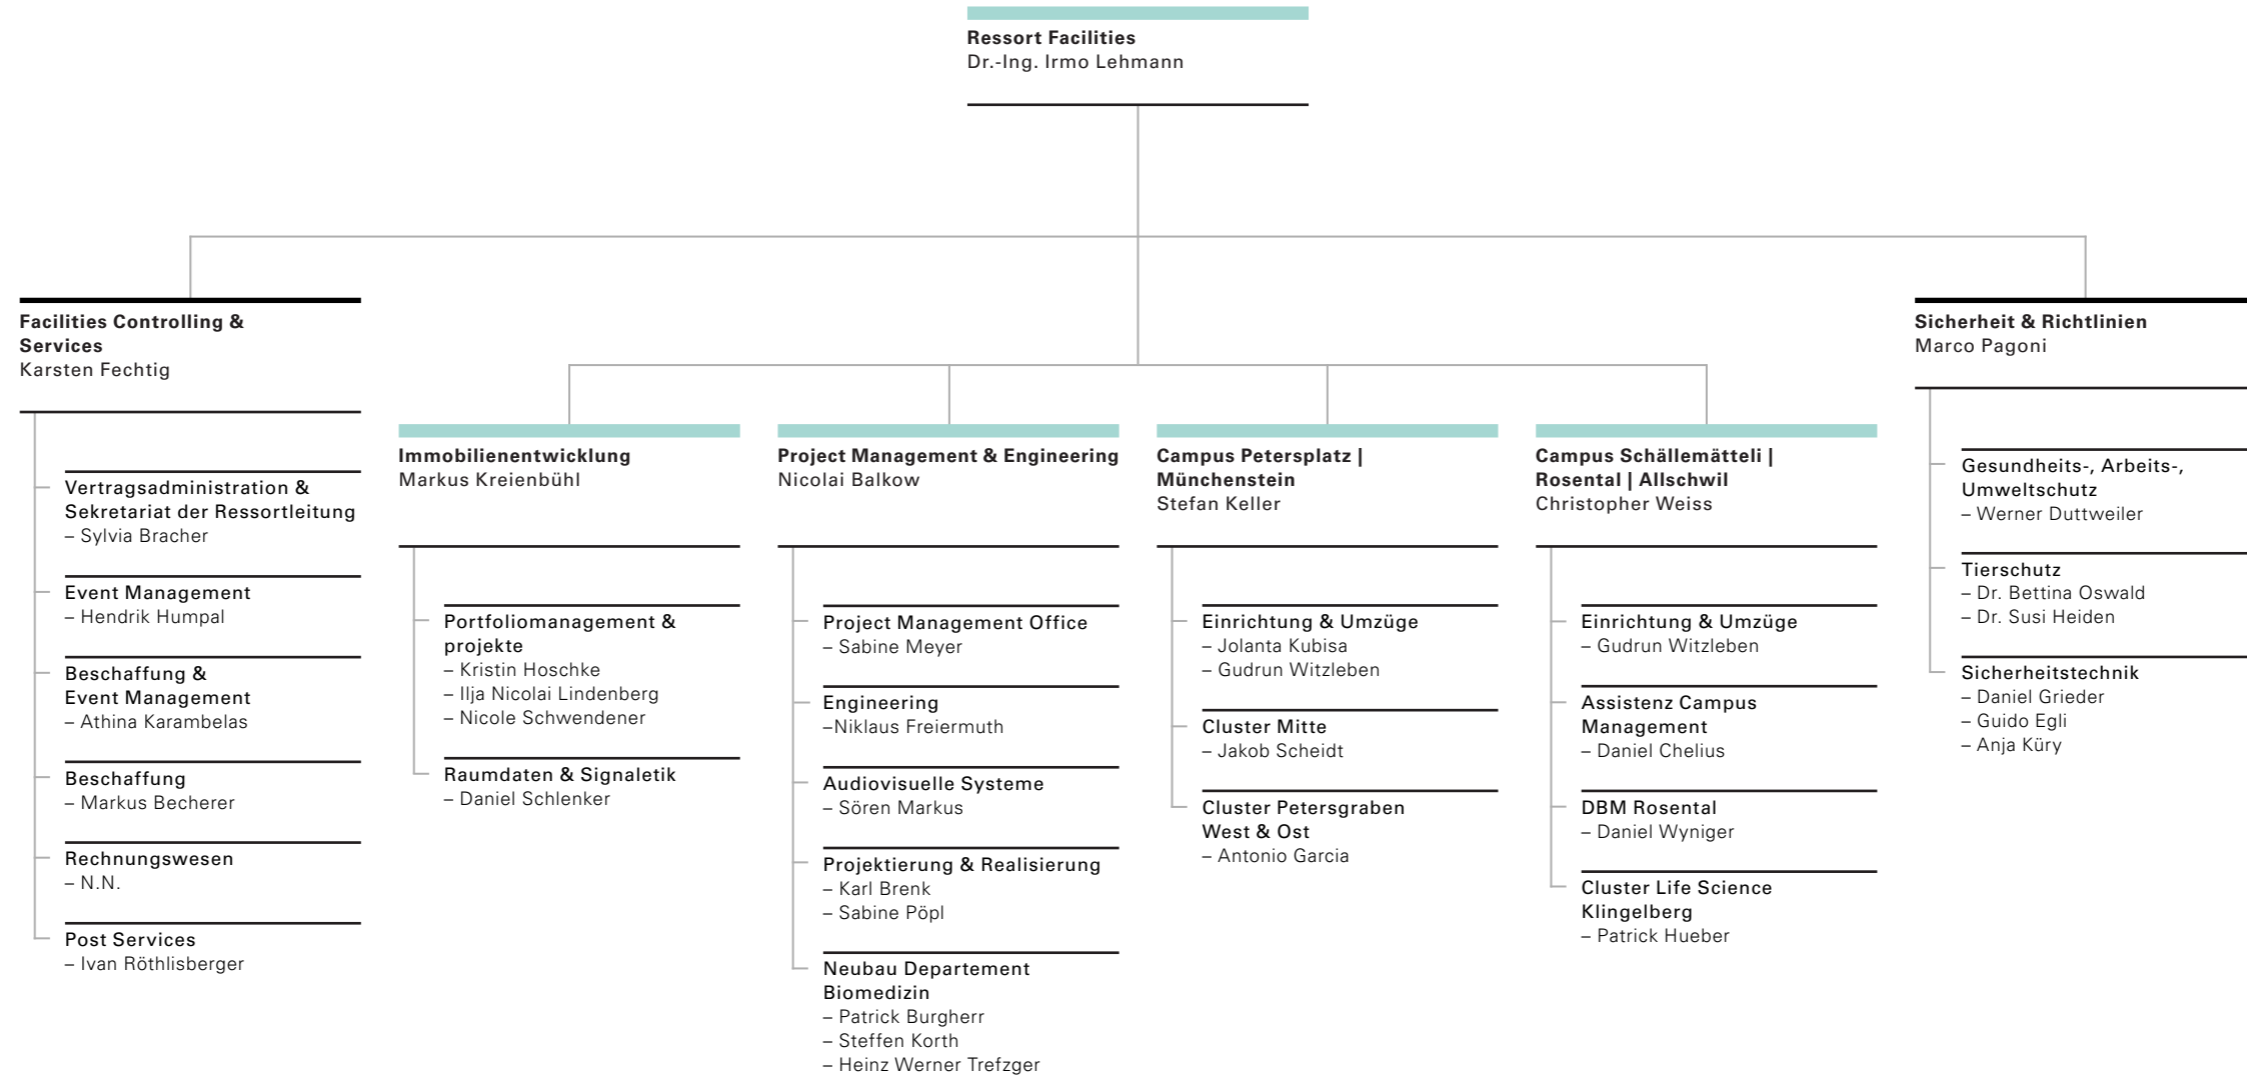 Ressort Facilities
Dr.-Ing. Irmo Lehmann
Facilities Controlling &
Services
Karsten Fechtig
Vertragsadministration &
Sekretariat der Ressortleitung
– Sylvia Bracher
Event Management
– Hendrik Humpal
Beschaffung &
Event Management
– Athina Karambelas
Beschaffung
– Markus Becherer
Rechnungswesen
– N.N.
Post Services
– Ivan Röthlisberger
Immobilienentwicklung
Markus Kreienbühl
Portfoliomanagement &
projekte
– Kristin Hoschke
– Ilja Nicolai Lindenberg
– Nicole Schwendener
Raumdaten & Signaletik
– Daniel Schlenker
Project Management & Engineering
Nicolai Balkow
Project Management Office
– Sabine Meyer
Engineering
–Niklaus Freiermuth
Audiovisuelle Systeme
– Sören Markus
Projektierung & Realisierung
– Karl Brenk
– Sabine Pöpl
Neubau Departement
Biomedizin
– Patrick Burgherr
– Steffen Korth
– Heinz Werner Trefzger
Campus Petersplatz |
Münchenstein
Stefan Keller
Einrichtung & Umzüge
– Jolanta Kubisa
– Gudrun Witzleben
Cluster Mitte
– Jakob Scheidt
Cluster Petersgraben
West & Ost
– Antonio Garcia
Campus Schällemätteli |
Rosental | Allschwil
Christopher Weiss
Einrichtung & Umzüge
– Gudrun Witzleben
Assistenz Campus
Management
– Daniel Chelius
DBM Rosental
– Daniel Wyniger
Cluster Life Science
Klingelberg
– Patrick Hueber
Sicherheit & Richtlinien
Marco Pagoni
Gesundheits-, Arbeits-,
Umweltschutz
– Werner Duttweiler
Tierschutz
– Dr. Bettina Oswald
– Dr. Susi Heiden
Sicherheitstechnik
– Daniel Grieder
– Guido Egli
– Anja Küry